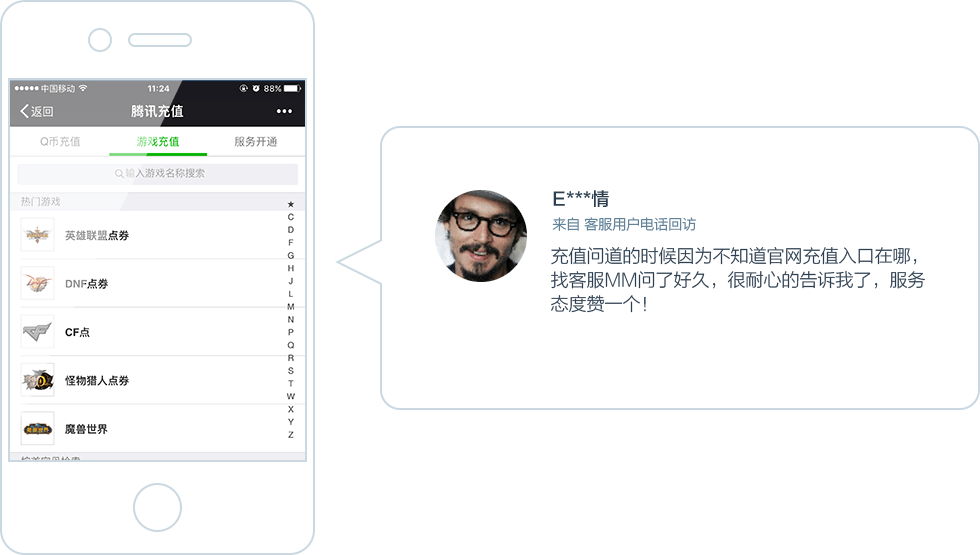 中国移动
11:24
88%
返回
腾讯充值
Q币充值
游戏充值
服务开通
输入游戏名称搜索
热门游戏
★
英雄联盟点券
DNF点券
CF点
怪物猎人点券
魔兽世界
C
D
F
G
H
J
L
M
N
P
Q
R
S
T
W
X
Y
Z
E***情
来自 客服用户电话回访
充值问道的时候因为不知道官网充值入口在哪，
找客服MM问了好久，很耐心的告诉我了，服务
态度赞一个！